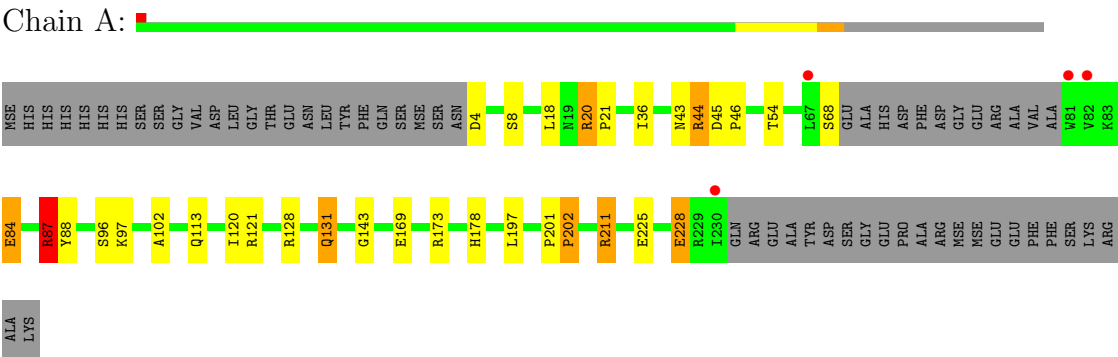 Chain A:
MSE HIS HIS HIS HIS HIS HIS SER SER GLY VAL ASP LEU GLY THR GLU ASN LEU TYR PHE GLN SER MSE SER ASN D4 S8 L18 N19 R20 P21 I36 N43 R44 D45 P46 T54 L67 S68 GLU ALA HIS ASP PHE ASP GLY GLU ARG ALA VAL ALA W81 V82 K83
E84 R87 Y88 S96 K97 A102 Q113 I120 R121 R128 Q131 G143 E169 R173 H178 L197 P201 P202 R211 E225 E228 R229 I230 GLN ARG GLU ALA TYR ASP SER GLY GLU PRO ALA ARG MSE MSE GLU GLU PHE PHE SER LYS ARG
ALA LYS